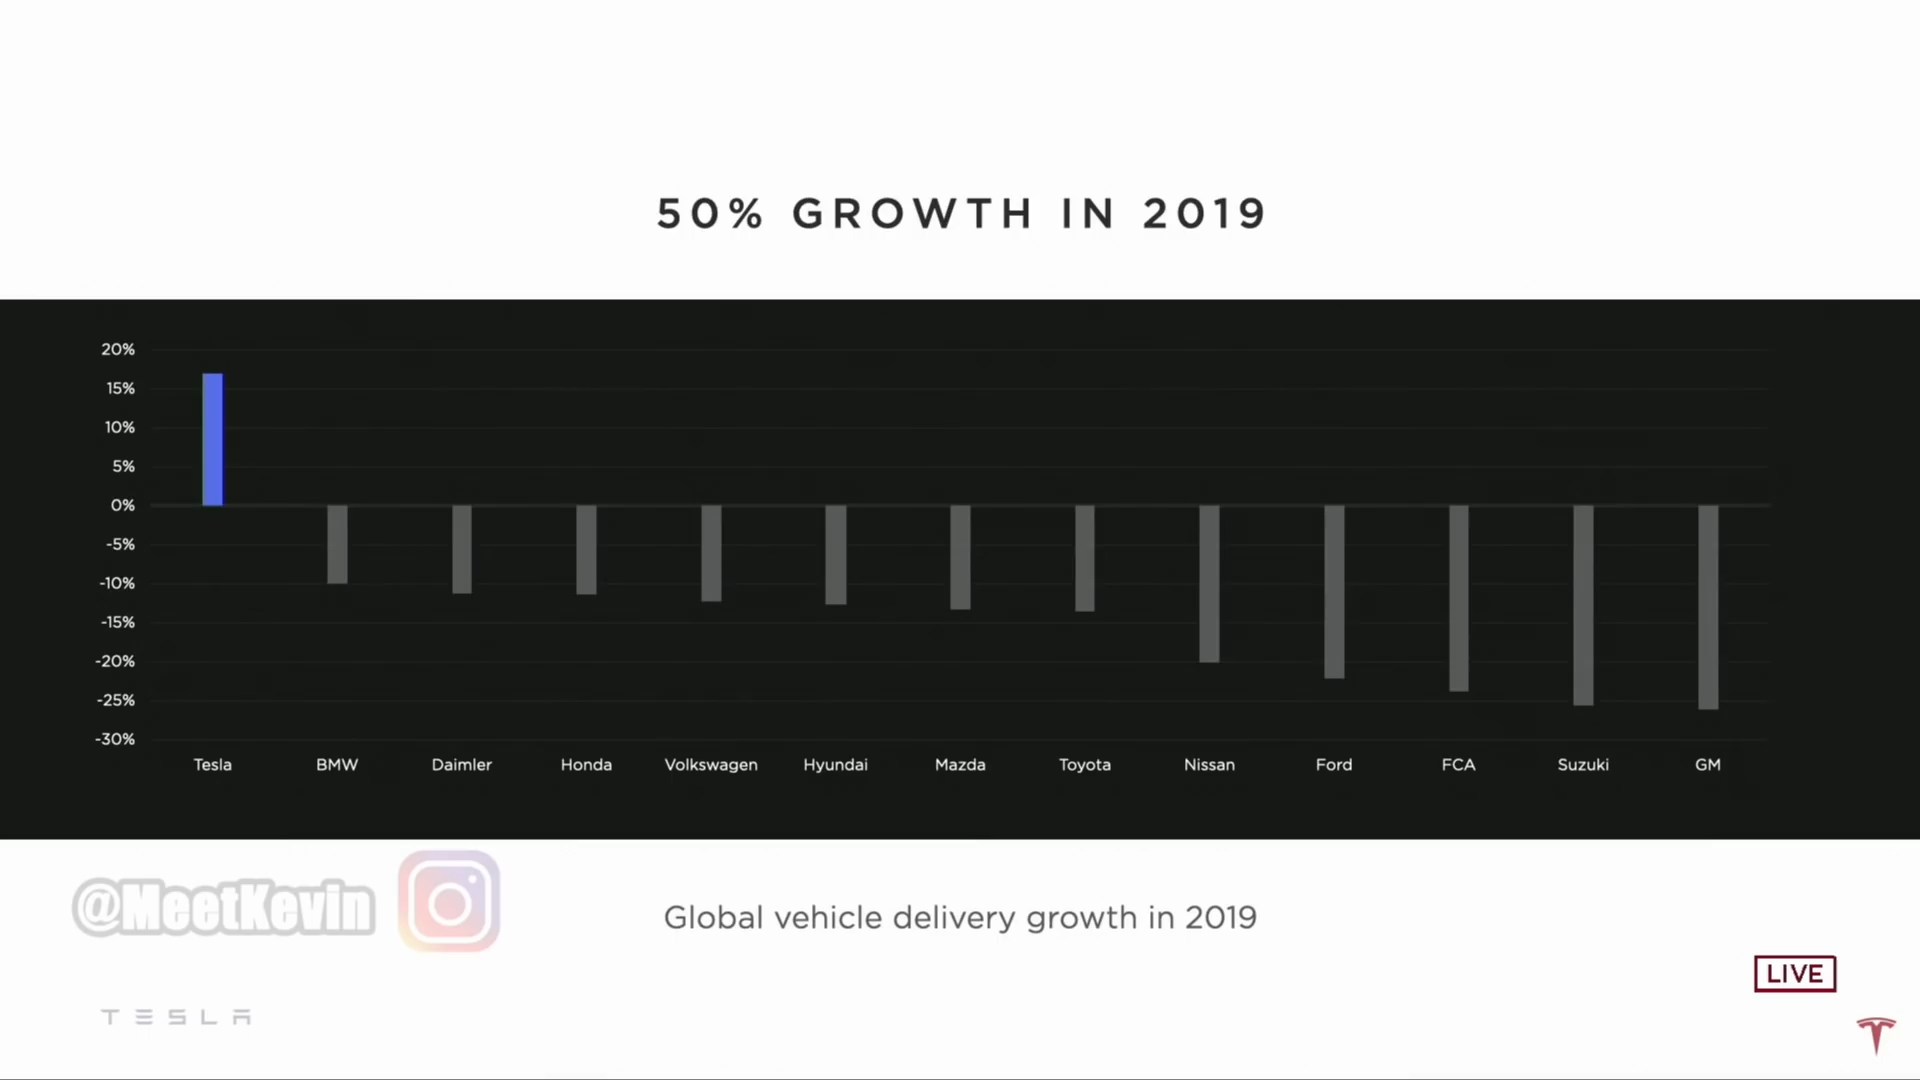 50% GROWTH IN 2019
20%
15%
10%
5%
0%
-5%
-10%
-15%
-20%
-25%
-30%
Tesla BMW Daimler Honda Volkswagen Hyundai Mazda Toyota Nissan Ford FCA Suzuki GM
@MeetKevin
Global vehicle delivery growth in 2019
LIVE
TESLA